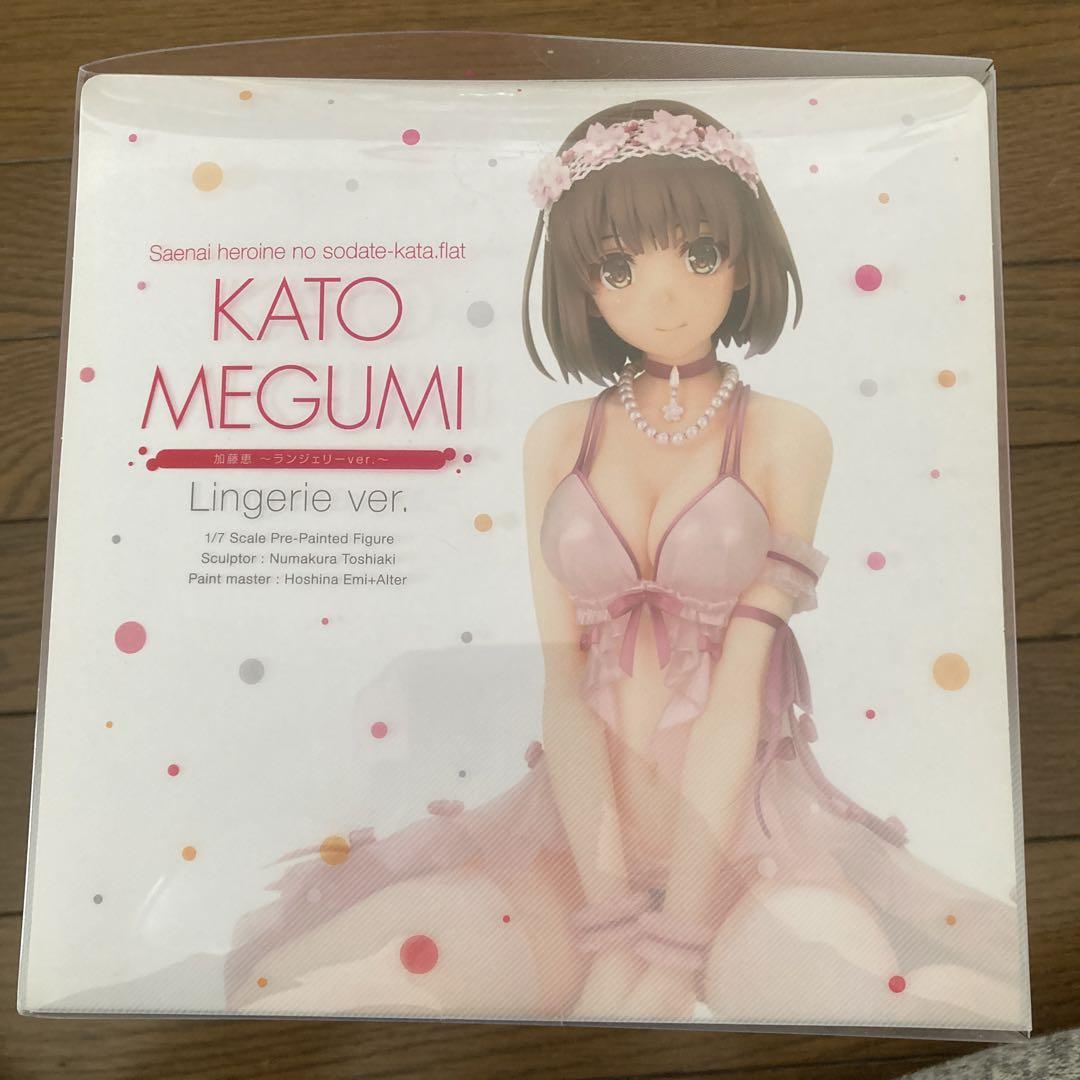 Saenai heroine no sodate-kata.flat
KATO
MEGUMI
加藤恵 ～ランジェリーver.～
Lingerie ver.
1/7 Scale Pre-Painted Figure
Sculptor : Numakura Toshiaki
Paint master : Hoshina Emi+Alter